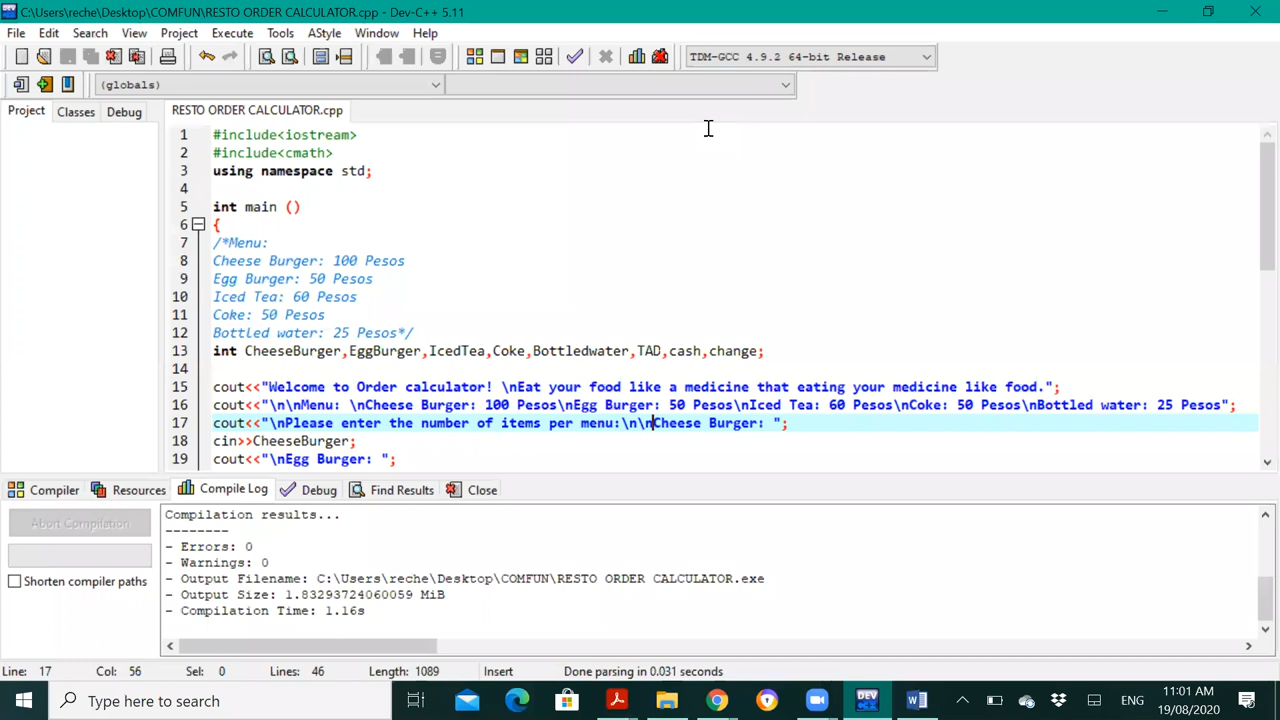 C:\Users\reche\Desktop\COMFUN\RESTO ORDER CALCULATOR.cpp - Dev-C++ 5.11
File Edit Search View Project Execute Tools AStyle Window Help
TDM-GCC 4.9.2 64-bit Release
(globals)
Project Classes Debug RESTO ORDER CALCULATOR.cpp
1 #include<iostream>
2 #include<cmath>
3 using namespace std;
4
5 int main ()
6 {
7 /*Menu:
8 Cheese Burger: 100 Pesos
9 Egg Burger: 50 Pesos
10 Iced Tea: 60 Pesos
11 Coke: 50 Pesos
12 Bottled water: 25 Pesos*/
13 int CheeseBurger,EggBurger,IcedTea,Coke,Bottledwater,TAD,cash,change;
14
15 cout<<"Welcome to Order calculator! \nEat your food like a medicine that eating your medicine like food.";
16 cout<<"\n\nMenu: \nCheese Burger: 100 Pesos\nEgg Burger: 50 Pesos\nIced Tea: 60 Pesos\nCoke: 50 Pesos\nBottled water: 25 Pesos";
17 cout<<"\nPlease enter the number of items per menu:\n\nCheese Burger: ";
18 cin>>CheeseBurger;
19 cout<<"\nEgg Burger: ";
Compiler Resources Compile Log Debug Find Results Close
Abort Compilation
Shorten compiler paths
Compilation results...
--------
- Errors: 0
- Warnings: 0
- Output Filename: C:\Users\reche\Desktop\COMFUN\RESTO ORDER CALCULATOR.exe
- Output Size: 1.83293724060059 MiB
- Compilation Time: 1.16s
Line: 17 Col: 56 Sel: 0 Lines: 46 Length: 1089 Insert Done parsing in 0.031 seconds
Type here to search
ENG
11:01 AM
19/08/2020